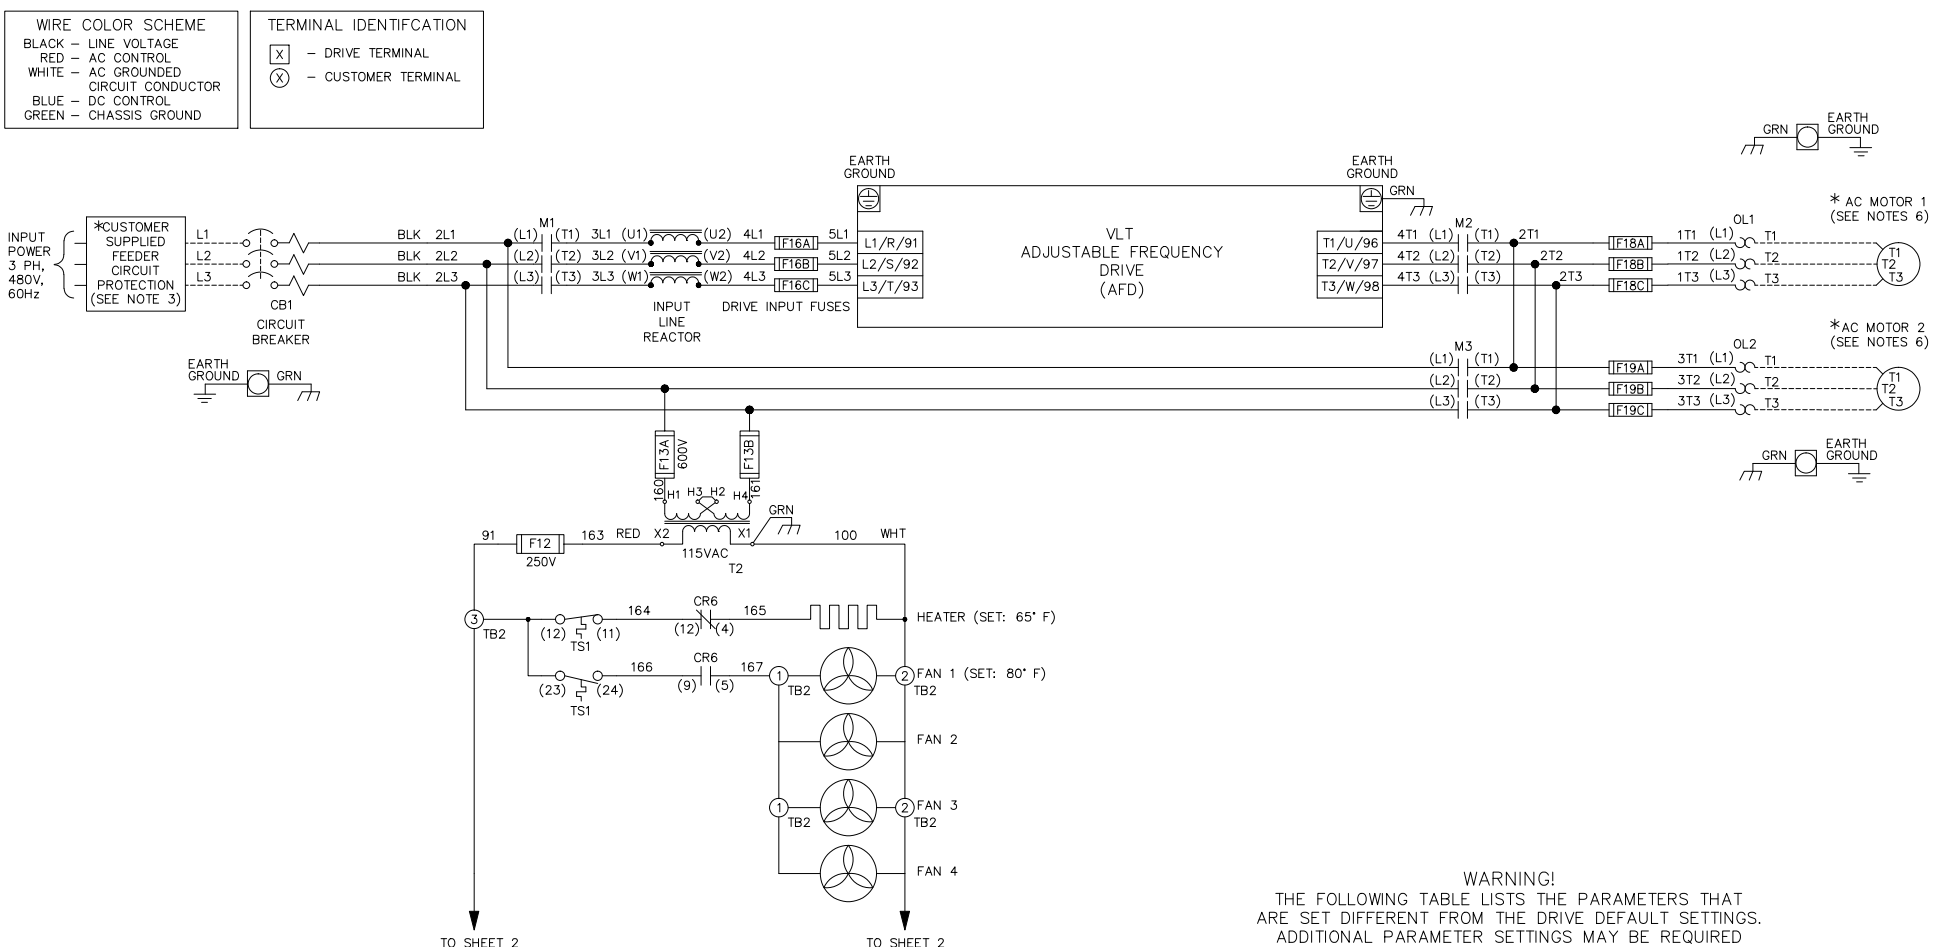 WIRE COLOR SCHEME
BLACK – LINE VOLTAGE
RED – AC CONTROL
WHITE – AC GROUNDED
CIRCUIT CONDUCTOR
BLUE – DC CONTROL
GREEN – CHASSIS GROUND
TERMINAL IDENTIFCATION
X – DRIVE TERMINAL
X – CUSTOMER TERMINAL
GRN
EARTH
GROUND
INPUT
POWER
3 PH,
480V,
60Hz
*CUSTOMER
SUPPLIED
FEEDER
CIRCUIT
PROTECTION
(SEE NOTE 3)
L1
L2
L3
CB1
CIRCUIT
BREAKER
BLK 2L1
BLK 2L2
BLK 2L3
M1
(L1) (T1) 3L1 (U1) (U2) 4L1 F16A 5L1
(L2) (T2) 3L2 (V1) (V2) 4L2 F16B 5L2
(L3) (T3) 3L3 (W1) (W2) 4L3 F16C 5L3
INPUT
LINE
REACTOR
DRIVE INPUT FUSES
EARTH
GROUND
L1/R/91
L2/S/92
L3/T/93
VLT
ADJUSTABLE FREQUENCY
DRIVE
(AFD)
EARTH
GROUND
GRN
T1/U/96
T2/V/97
T3/W/98
M2
4T1 (L1) (T1) 2T1 F18A 1T1 (L1) T1
4T2 (L2) (T2) 2T2 F18B 1T2 (L2) T2
4T3 (L3) (T3) 2T3 F18C 1T3 (L3) T3
OL1
* AC MOTOR 1
(SEE NOTES 6)
T1
T2
T3
M3
(L1) (T1) F19A 3T1 (L1) T1
(L2) (T2) F19B 3T2 (L2) T2
(L3) (T3) F19C 3T3 (L3) T3
OL2
*AC MOTOR 2
(SEE NOTES 6)
T1
T2
T3
GRN
EARTH
GROUND
EARTH
GROUND
GRN
F13A
600V
F13B
160
161
H1 H3 H2 H4
GRN
91 F12 163 RED X2 X1 100 WHT
250V
115VAC
T2
3
TB2
(12) (11)
TS1
164
CR6
(12) (4)
165
HEATER (SET: 65° F)
(23) (24)
TS1
166
CR6
(9) (5)
167
1
TB2
2
TB2
FAN 1 (SET: 80° F)
FAN 2
1
TB2
2
TB2
FAN 3
FAN 4
TO SHEET 2
TO SHEET 2
WARNING!
THE FOLLOWING TABLE LISTS THE PARAMETERS THAT
ARE SET DIFFERENT FROM THE DRIVE DEFAULT SETTINGS.
ADDITIONAL PARAMETER SETTINGS MAY BE REQUIRED